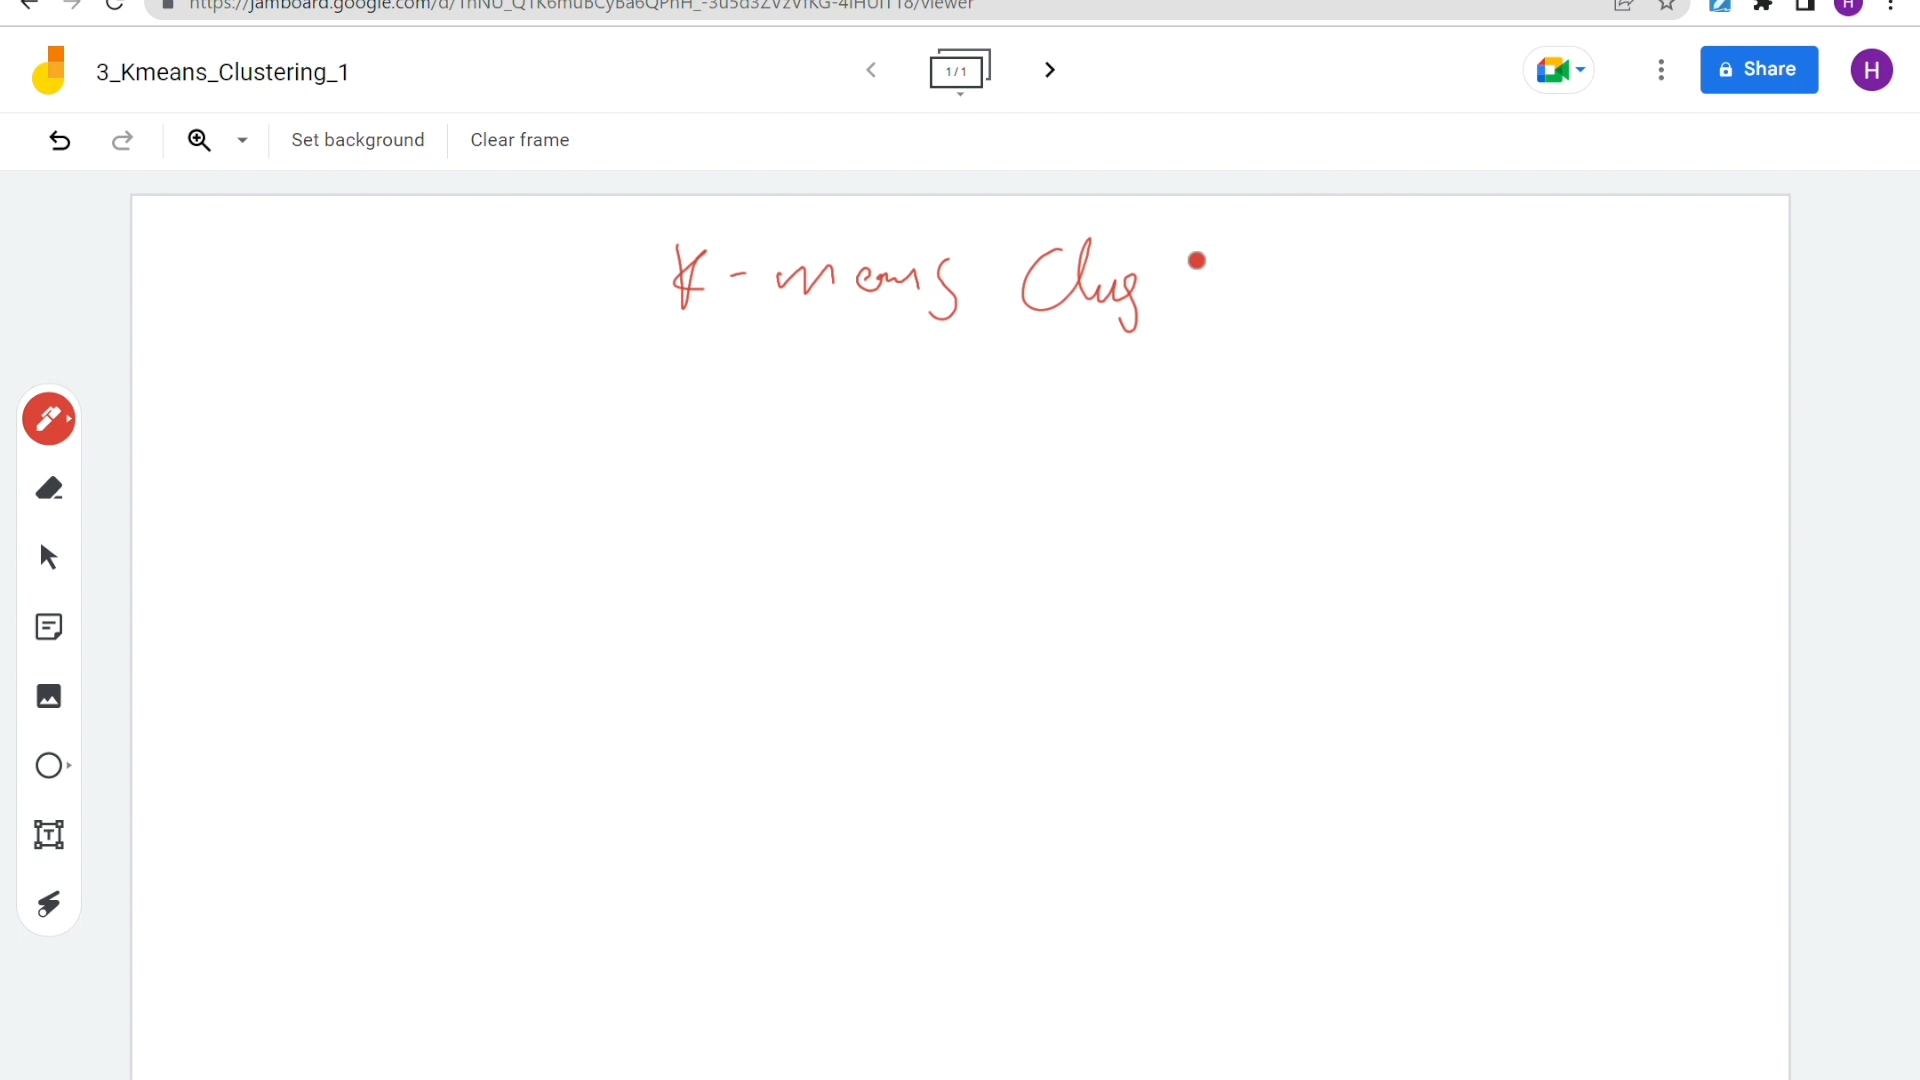 3_Kmeans_Clustering_1
1/1
Share
H
Set background
Clear frame
K-means Clus